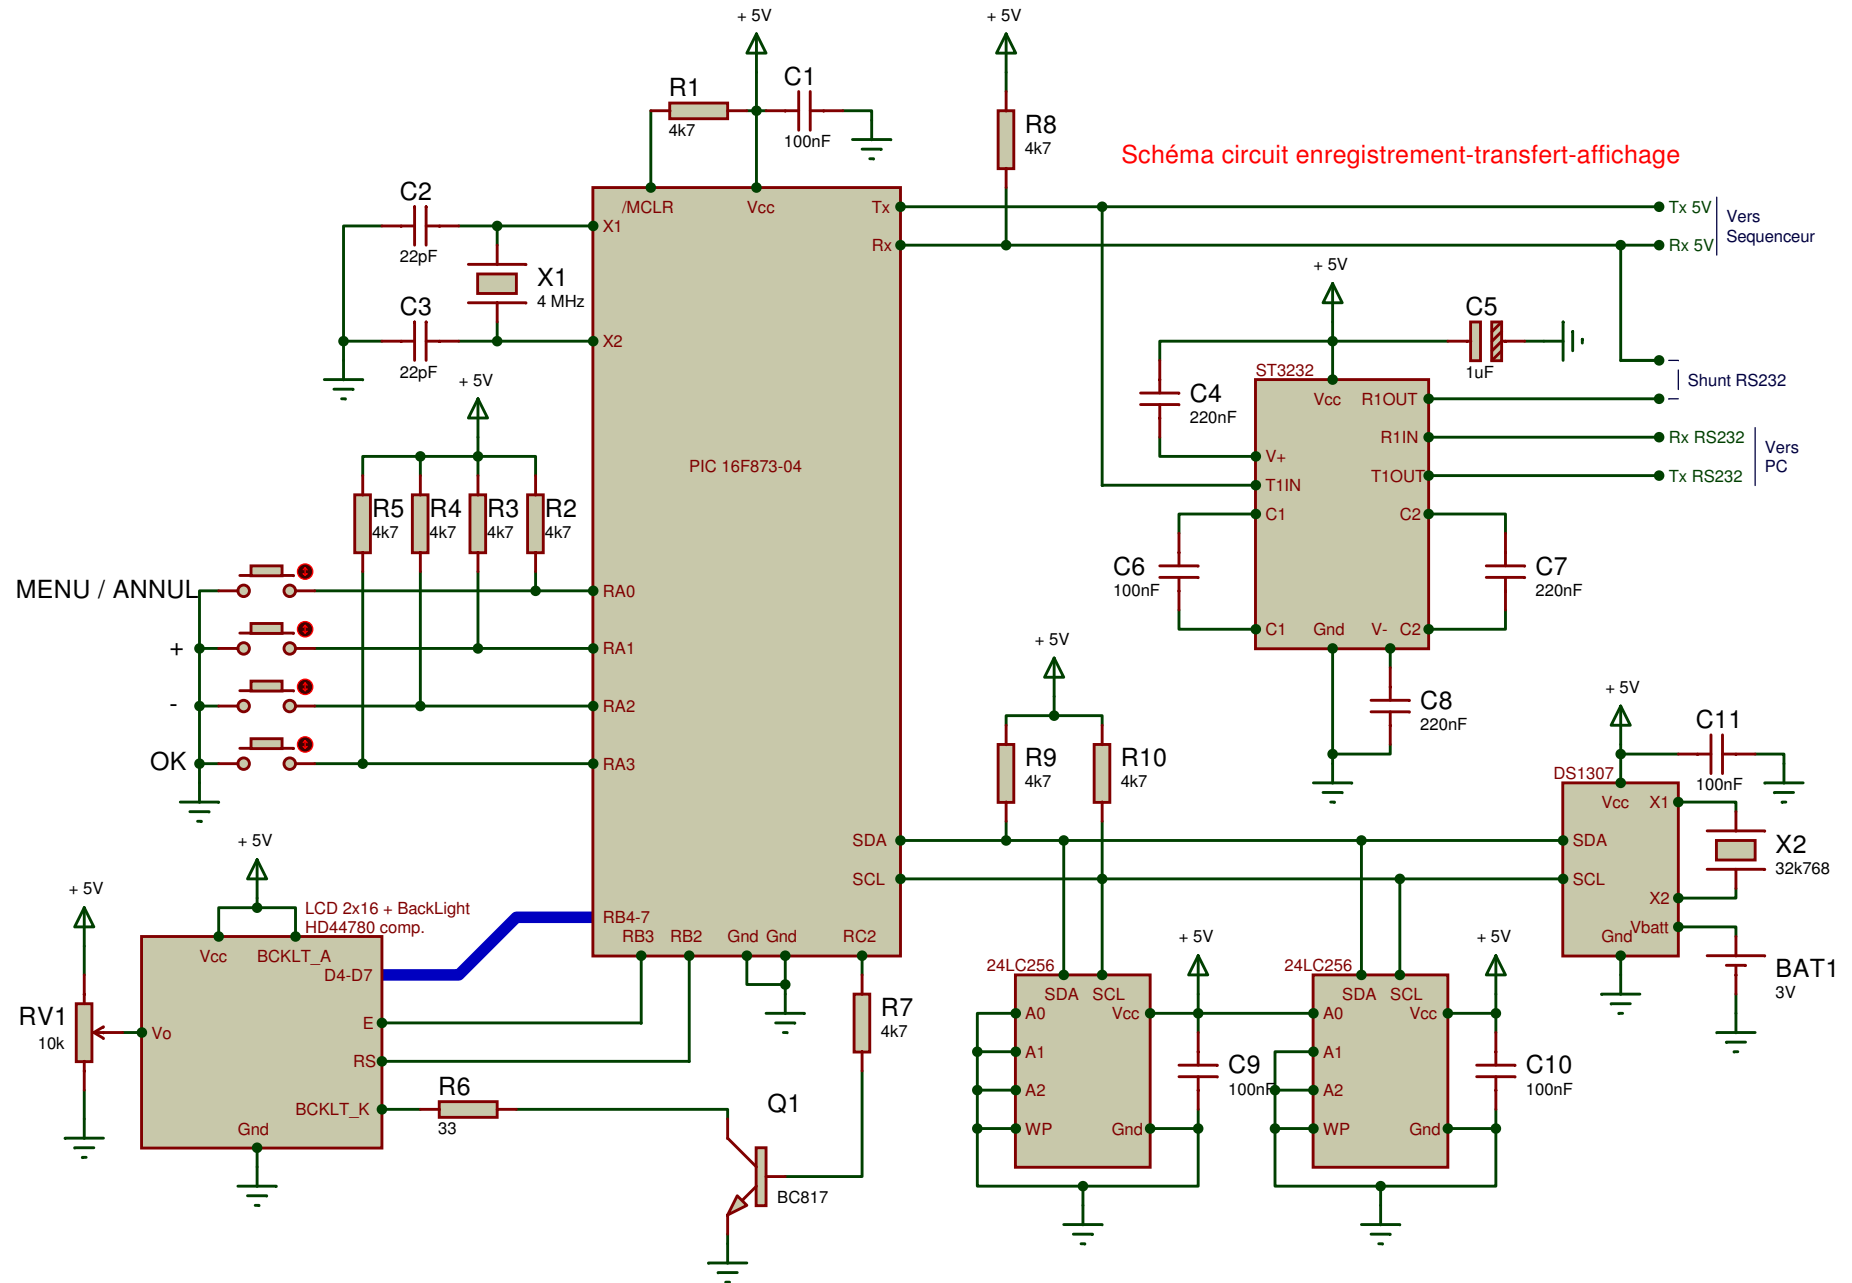 + 5V
+ 5V
R1
4k7
C1
100nF
R8
4k7
Schéma circuit enregistrement-transfert-affichage
C2
22pF
X1
4 MHz
C3
22pF
/MCLR
Vcc
Tx
Rx
X1
X2
PIC 16F873-04
Tx 5V
Rx 5V
Vers
Sequenceur
+ 5V
C5
1uF
Shunt RS232
ST3232
Vcc
R1OUT
R1IN
T1OUT
V+
T1IN
C1
C2
C1
Gnd
V-
C2
C4
220nF
Rx RS232
Tx RS232
Vers
PC
C6
100nF
C7
220nF
C8
220nF
+ 5V
R5
4k7
R4
4k7
R3
4k7
R2
4k7
MENU / ANNUL
+
-
OK
RA0
RA1
RA2
RA3
+ 5V
R9
4k7
R10
4k7
SDA
SCL
+ 5V
C11
100nF
DS1307
Vcc
X1
SDA
SCL
X2
Vbatt
Gnd
X2
32k768
BAT1
3V
+ 5V
+ 5V
LCD 2x16 + BackLight
HD44780 comp.
Vcc
BCKLT_A
D4-D7
E
RS
BCKLT_K
Gnd
Vo
RV1
10k
RB4-7
RB3
RB2
Gnd
Gnd
RC2
R7
4k7
R6
33
Q1
BC817
24LC256
SDA
SCL
A0
Vcc
A1
A2
WP
Gnd
+ 5V
C9
100nF
24LC256
SDA
SCL
A0
Vcc
A1
A2
WP
Gnd
+ 5V
C10
100nF